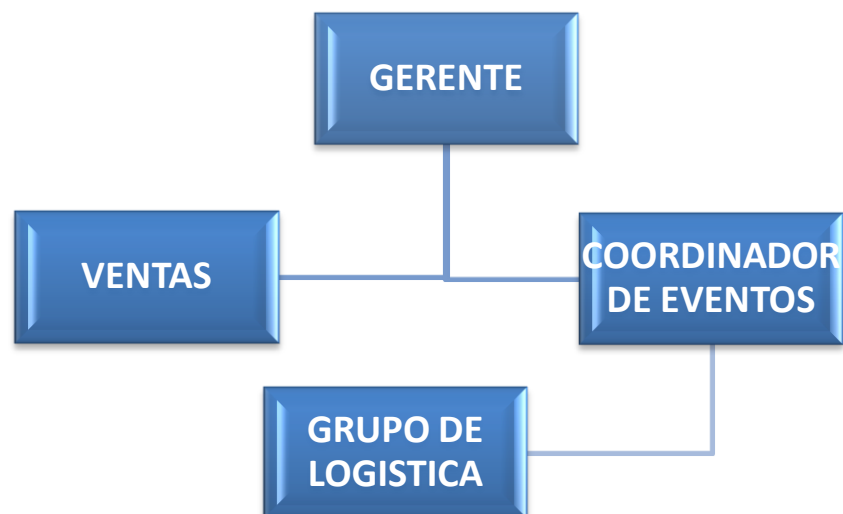 GERENTE
VENTAS
COORDINADOR
DE EVENTOS
GRUPO DE
LOGISTICA